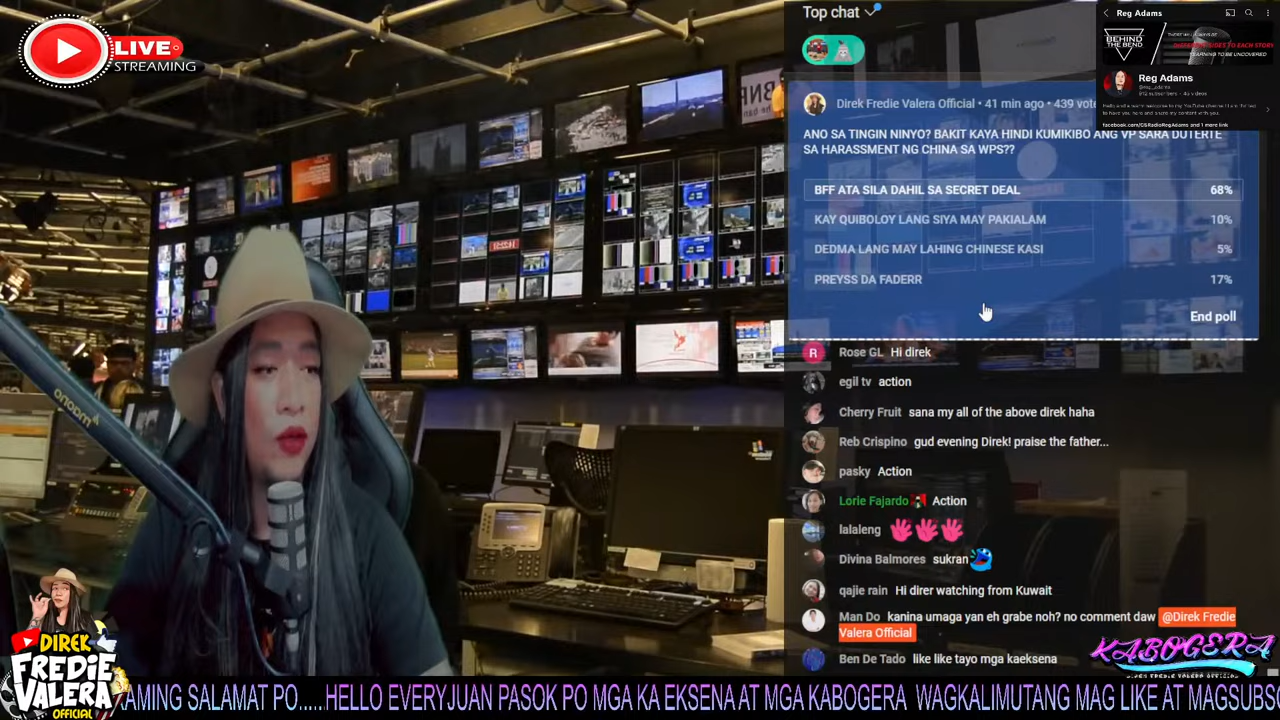 LIVE
STREAMING
Top chat
Reg Adams
BEHIND
THE BEND
Reg Adams
Direk Fredie Valera Official • 41 min ago • 439 vote
ANO SA TINGIN NINYO? BAKIT KAYA HINDI KUMIKIBO ANG VP SARA DUTERTE
SA HARASSMENT NG CHINA SA WPS??
BFF ATA SILA DAHIL SA SECRET DEAL 68%
KAY QUIBOLOY LANG SIYA MAY PAKIALAM 10%
DEDMA LANG MAY LAHING CHINESE KASI 5%
PREYSS DA FADERR 17%
End poll
R Rose GL Hi direk
egil tv action
Cherry Fruit sana my all of the above direk haha
Reb Crispino gud evening Direk! praise the father...
pasky Action
Lorie Fajardo Action
lalaleng
Divina Balmores sukran
qajie rain Hi direr watching from Kuwait
Man Do kanina umaga yan eh grabe noh? no comment daw @Direk Fredie
Valera Official
Ben De Tado like like tayo mga kaeksena
maono
DIREK
FREDIE
VALERA
OFFICIAL
KABOGERA
DIREK FREDIE VALERA OFFICIAL
AMING SALAMAT PO.....HELLO EVERYJUAN PASOK PO MGA KA EKSENA AT MGA KABOGERA WAGKALIMUTANG MAG LIKE AT MAGSUBS